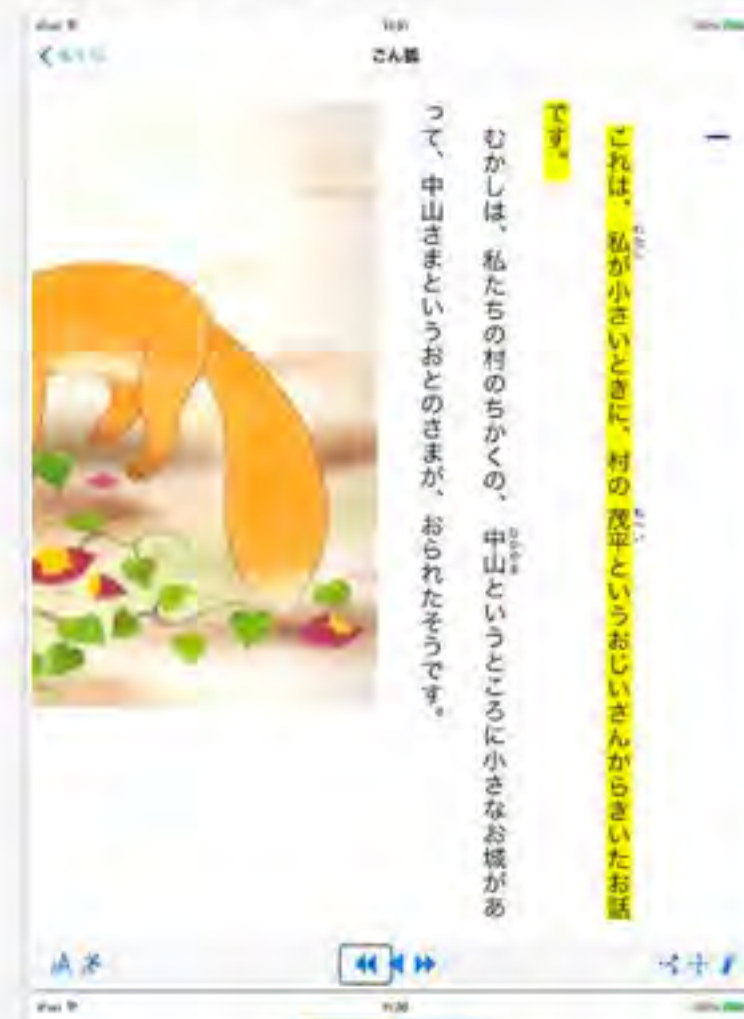 ごん狐
一
これは、私が小さいときに、村の茂平というおじいさんからきいたお話
です。
むかしは、私たちの村のちかくの、中山というところに小さなお城があ
って、中山さまというおとのさまが、おられたそうです。